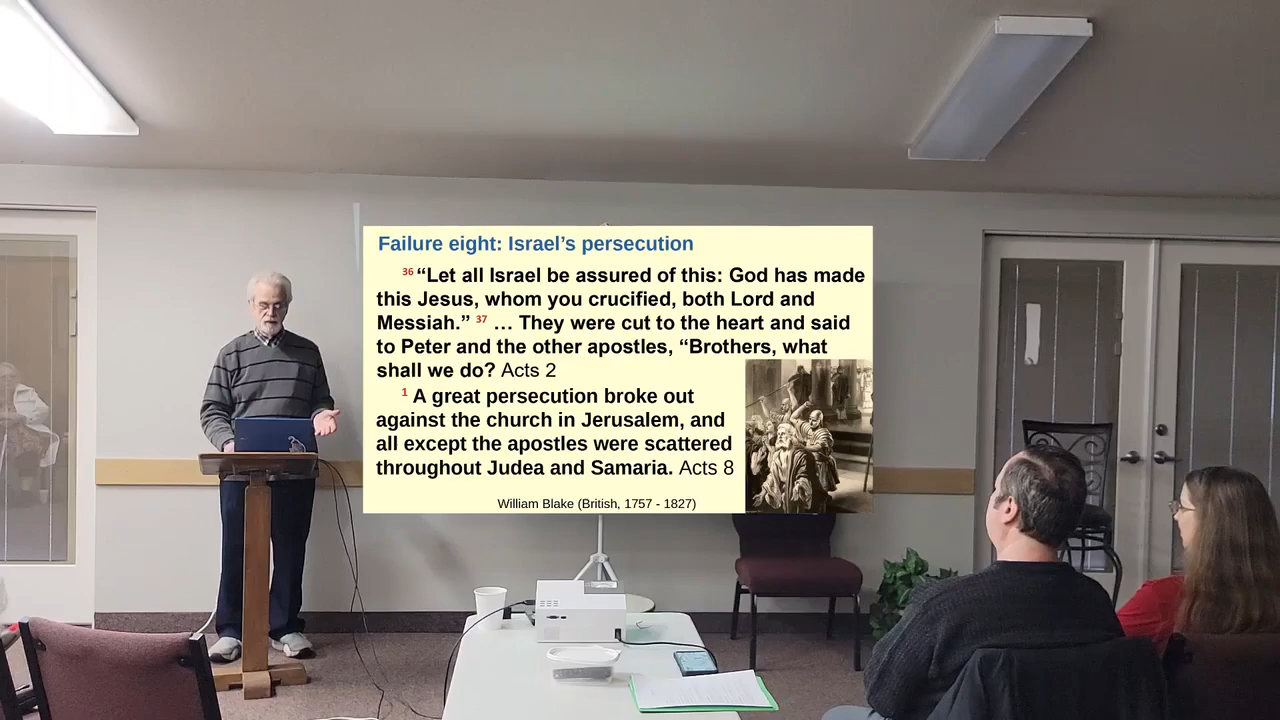 Failure eight: Israel’s persecution
36 “Let all Israel be assured of this: God has made
this Jesus, whom you crucified, both Lord and
Messiah.” 37 … They were cut to the heart and said
to Peter and the other apostles, “Brothers, what
shall we do? Acts 2
1 A great persecution broke out
against the church in Jerusalem, and
all except the apostles were scattered
throughout Judea and Samaria. Acts 8
William Blake (British, 1757 - 1827)